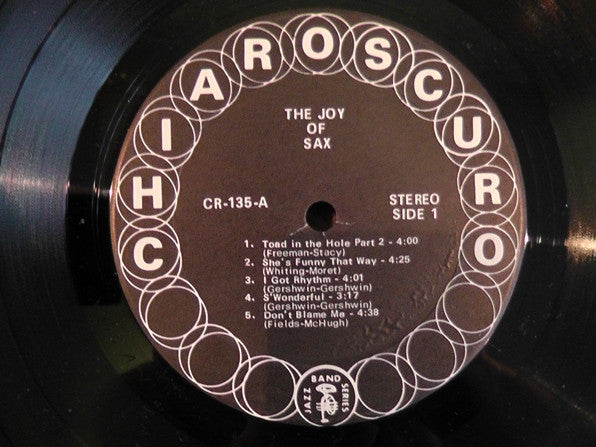 CHIAROSCURO
THE JOY
OF
SAX
CR-135-A
STEREO
SIDE 1
1. Toad in the Hole Part 2 - 4:00
(Freeman-Stacy)
2. She's Funny That Way - 4:25
(Whiting-Moret)
3. I Got Rhythm - 4:01
(Gershwin-Gershwin)
4. S'Wonderful - 3:17
(Gershwin-Gershwin)
5. Don't Blame Me - 4:38
(Fields-McHugh)
JAZZ BAND SERIES